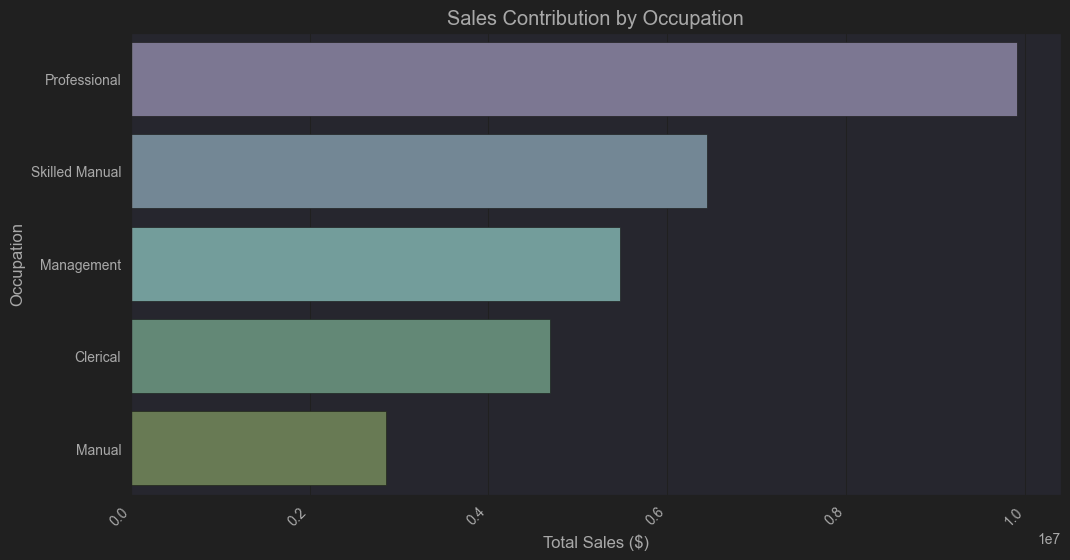 Sales Contribution by Occupation
Occupation
Professional
Skilled Manual
Management
Clerical
Manual
0.0
0.2
0.4
0.6
0.8
1.0
1e7
Total Sales ($)